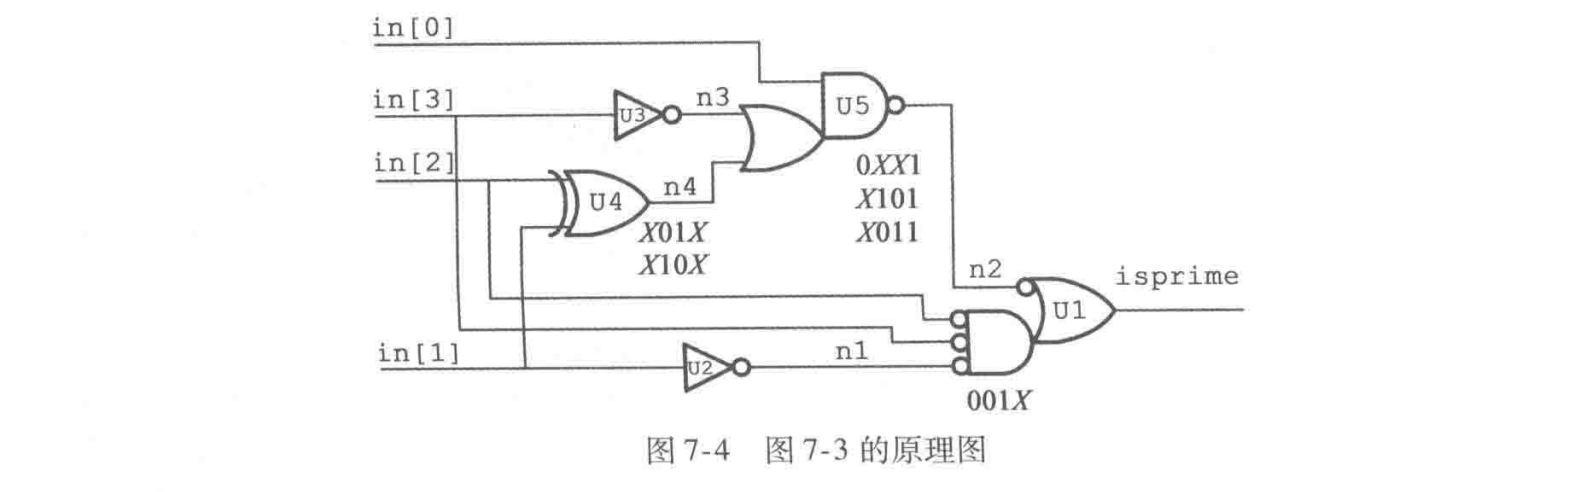 in[0]
in[3]
U3
n3
U5
in[2]
U4
n4
0XX1
X101
X011
X01X
X10X
n2
isprime
U1
in[1]
U2
n1
001X
图 7-4 图 7-3 的原理图